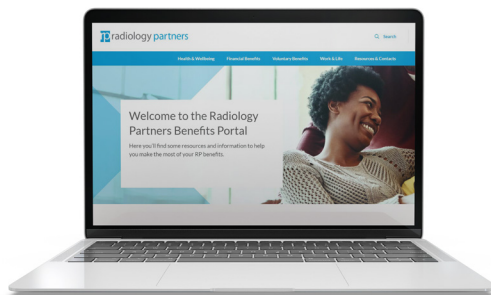 rp radiology partners
Search
Health & Wellbeing Financial Benefits Voluntary Benefits Work & Life Resources & Contacts
Welcome to the Radiology
Partners Benefits Portal
Here you'll find some resources and information to help
you make the most of your RP benefits.